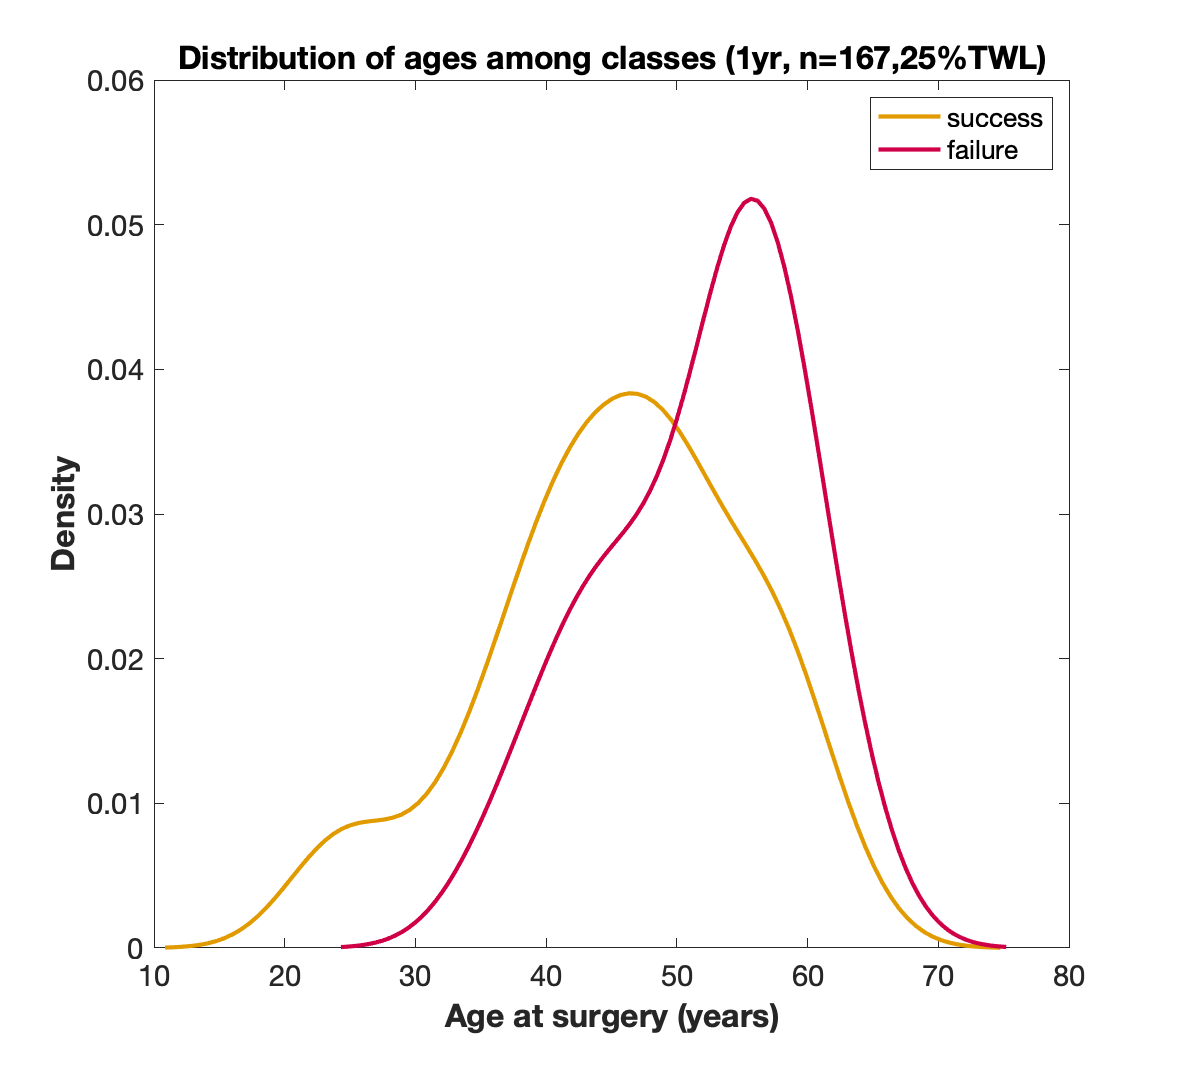 Distribution of ages among classes (1yr, n=167,25%TWL)
success
failure
0.06
0.05
0.04
0.03
0.02
0.01
0
Density
10 20 30 40 50 60 70 80
Age at surgery (years)